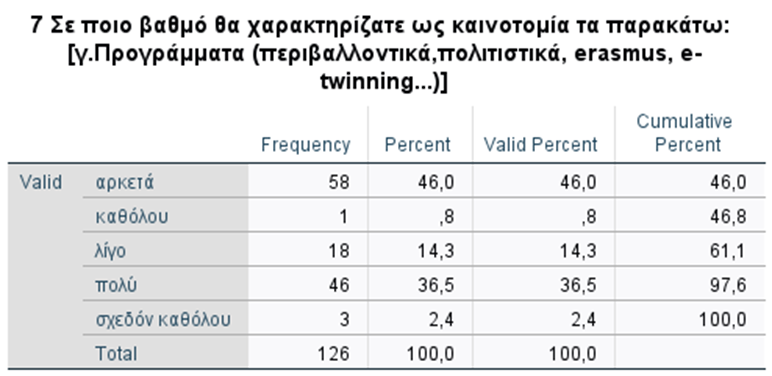 7 Σε ποιο βαθμό θα χαρακτηρίζατε ως καινοτομία τα παρακάτω:
[γ.Προγράμματα (περιβαλλοντικά,πολιτιστικά, erasmus, e-
twinning...)]
Frequency Percent Valid Percent Cumulative Percent
Valid αρκετά 58 46,0 46,0 46,0
καθόλου 1 ,8 ,8 46,8
λίγο 18 14,3 14,3 61,1
πολύ 46 36,5 36,5 97,6
σχεδόν καθόλου 3 2,4 2,4 100,0
Total 126 100,0 100,0